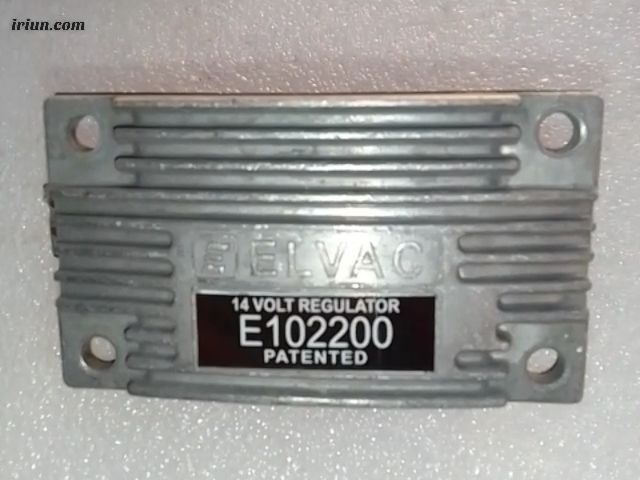 iriun.com
ELVAC
14 VOLT REGULATOR
E102200
PATENTED